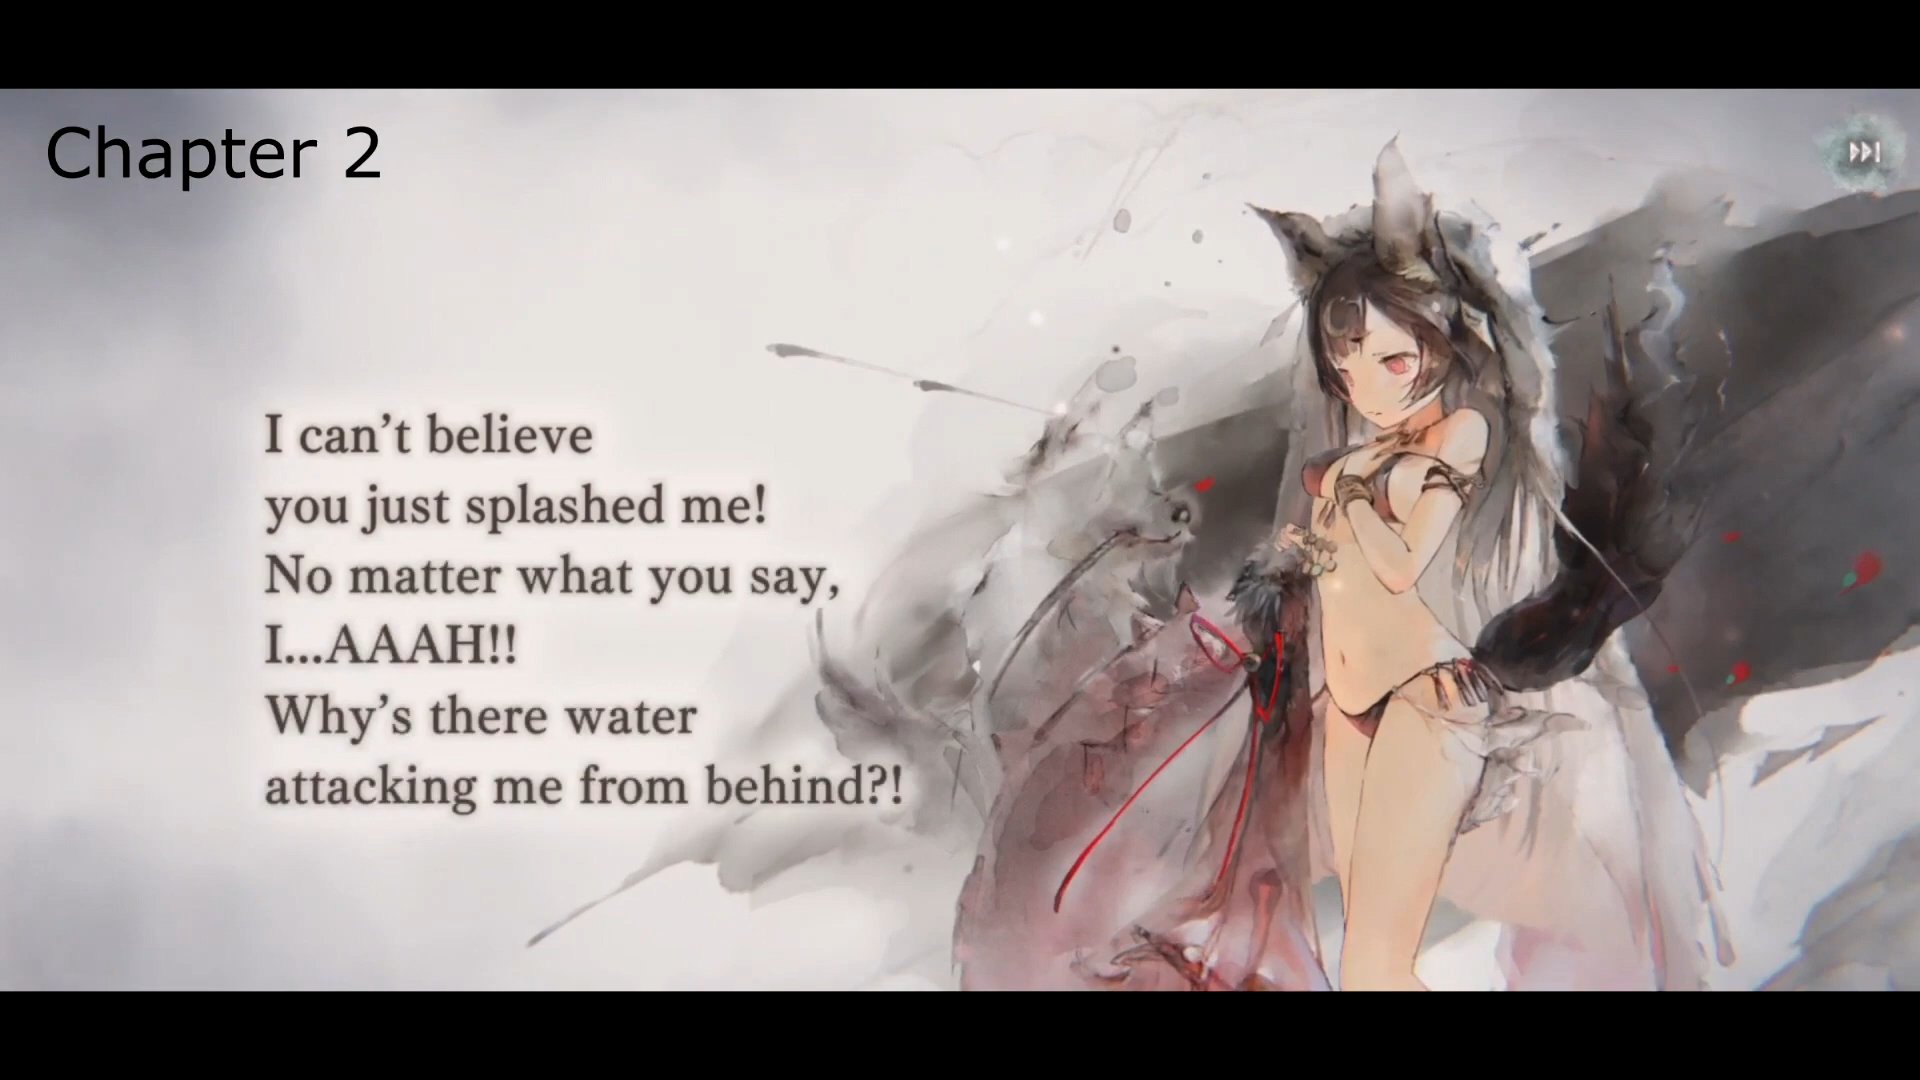 Chapter 2
I can’t believe
you just splashed me!
No matter what you say,
I...AAAH!!
Why’s there water
attacking me from behind?!